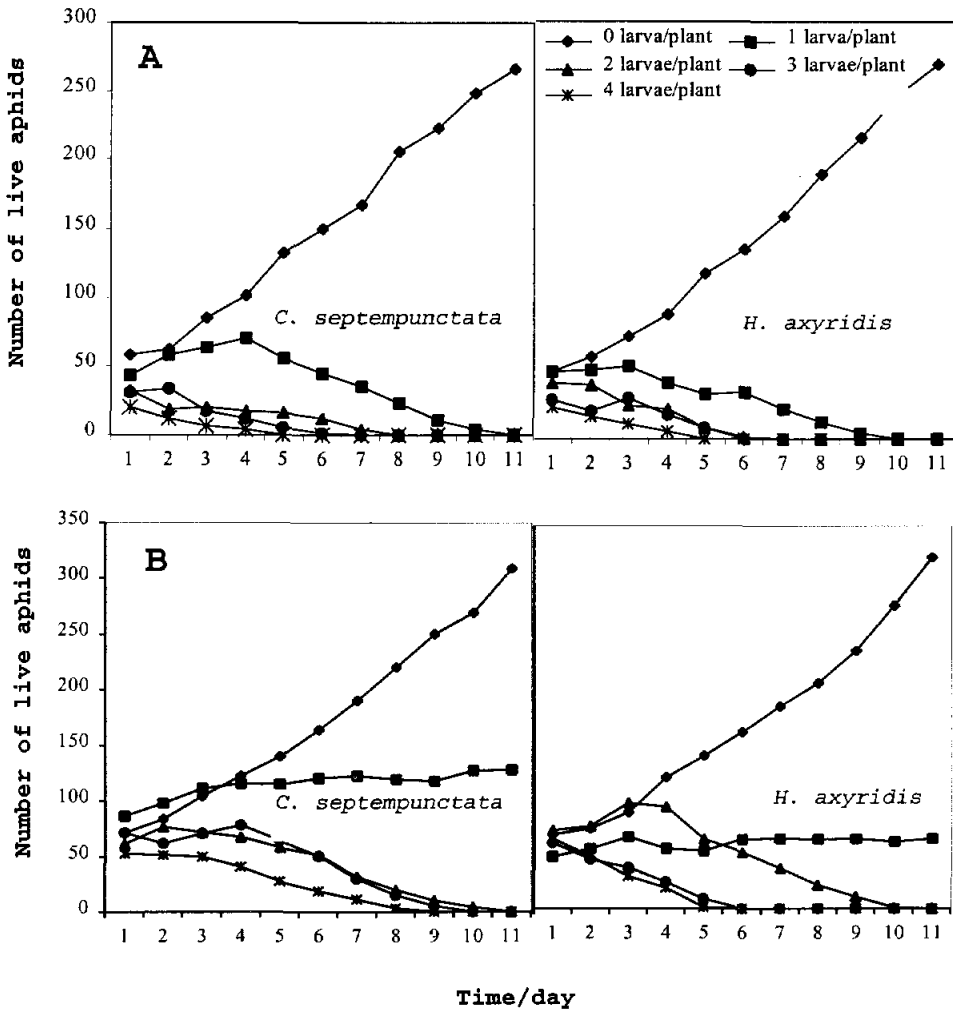 A
Number of live aphids
300
250
200
150
100
50
0
C. septempunctata
1 2 3 4 5 6 7 8 9 10 11
0 larva/plant
1 larva/plant
2 larvae/plant
3 larvae/plant
4 larvae/plant
H. axyridis
1 2 3 4 5 6 7 8 9 10 11
B
Number of live aphids
350
300
250
200
150
100
50
0
C. septempunctata
1 2 3 4 5 6 7 8 9 10 11
H. axyridis
1 2 3 4 5 6 7 8 9 10 11
Time/day